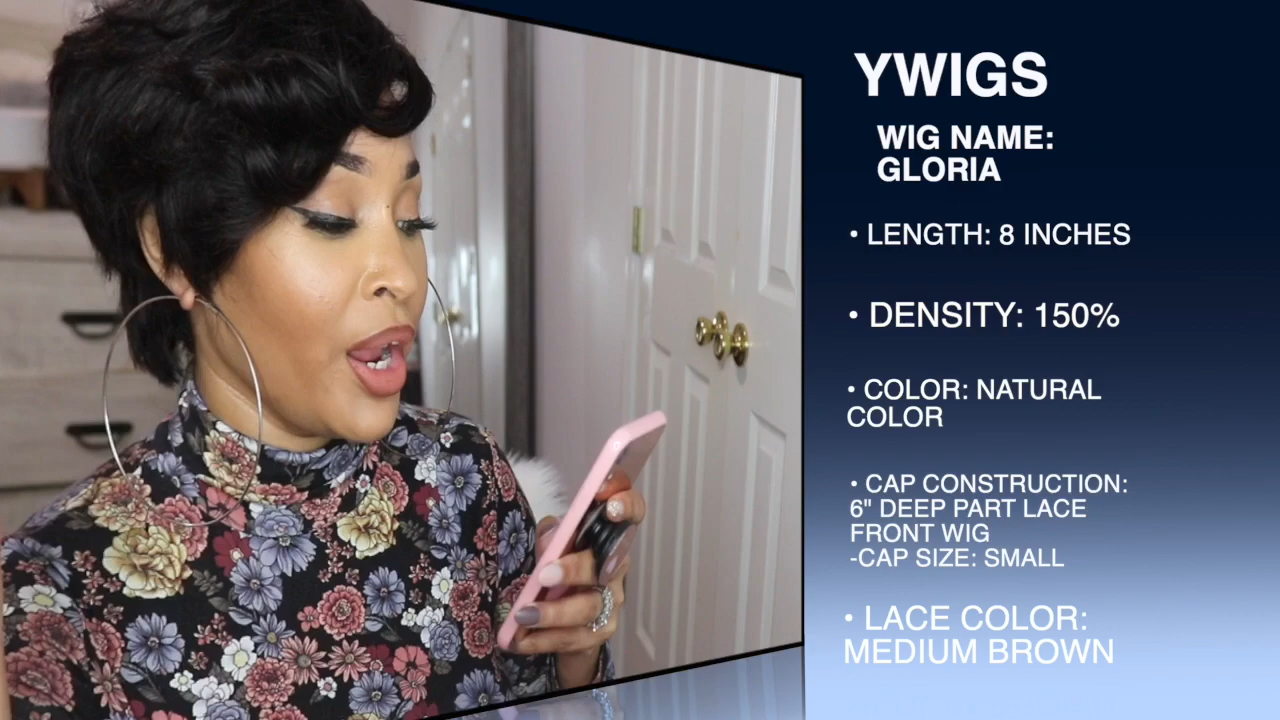 YWIGS
WIG NAME:
GLORIA
• LENGTH: 8 INCHES
• DENSITY: 150%
• COLOR: NATURAL
COLOR
• CAP CONSTRUCTION:
6" DEEP PART LACE
FRONT WIG
-CAP SIZE: SMALL
• LACE COLOR:
MEDIUM BROWN